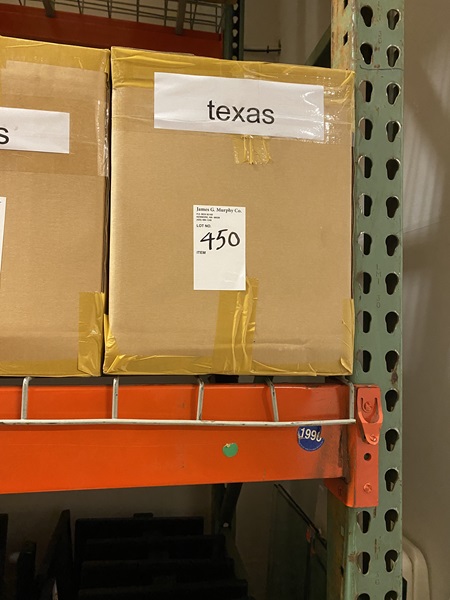 texas
s
James G. Murphy Co.
LOT NO.
450
ITEM
1990